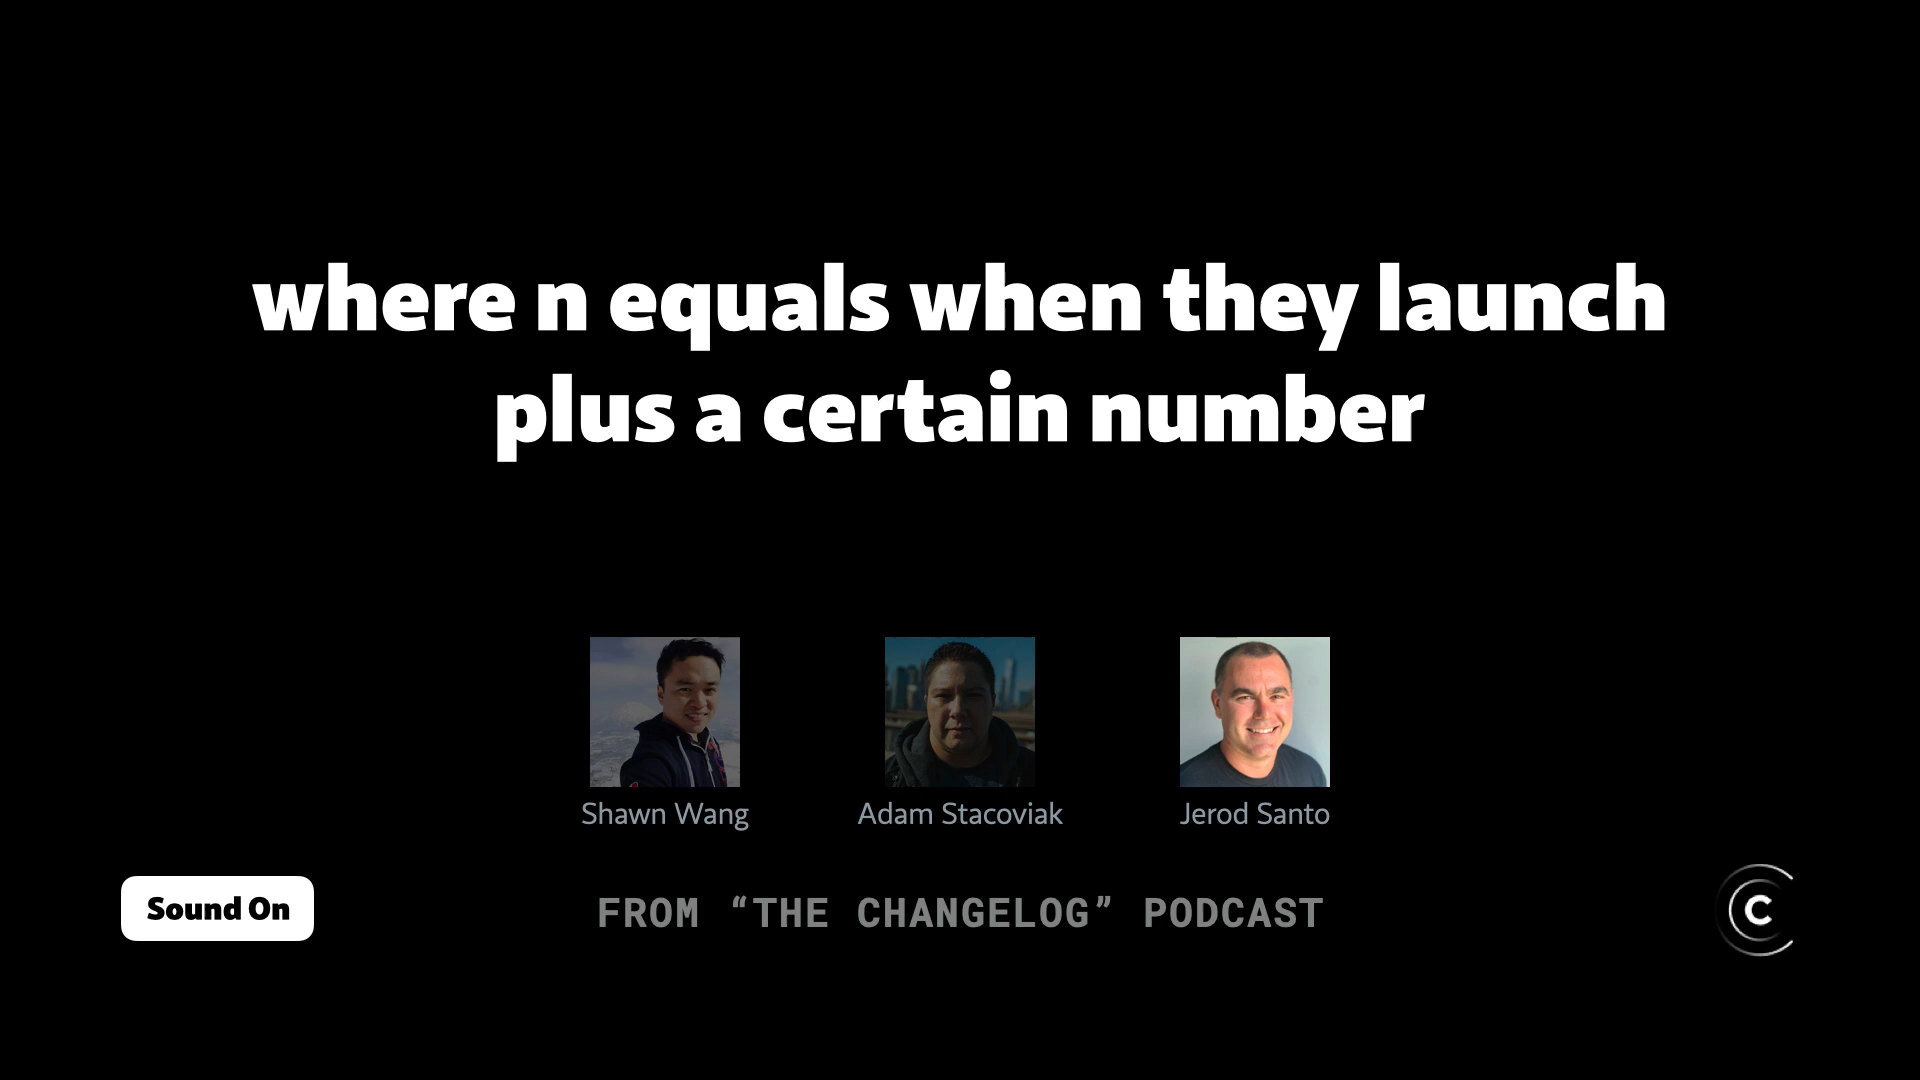 where n equals when they launch
plus a certain number
Shawn Wang
Adam Stacoviak
Jerod Santo
Sound On
FROM “THE CHANGELOG” PODCAST
C